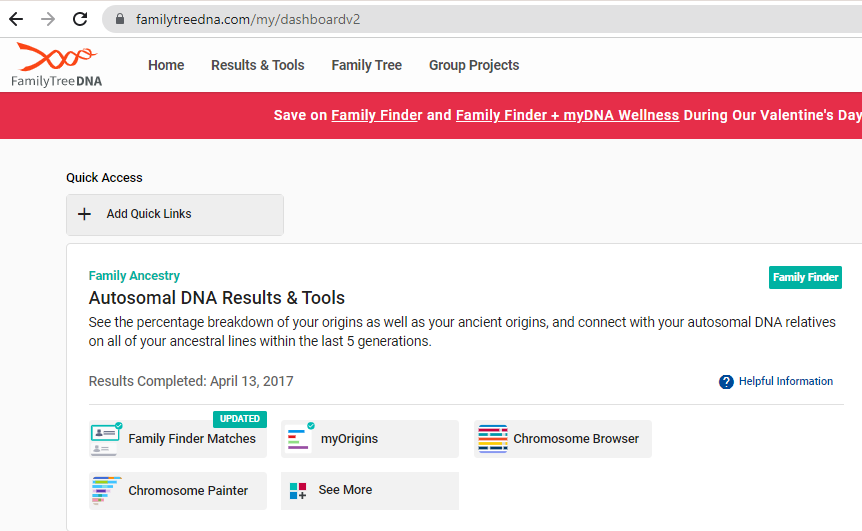 familytreedna.com/my/dashboardv2
FamilyTreeDNA
Home Results & Tools Family Tree Group Projects
Save on Family Finder and Family Finder + myDNA Wellness During Our Valentine's Day
Quick Access
Add Quick Links
Family Ancestry
Family Finder
Autosomal DNA Results & Tools
See the percentage breakdown of your origins as well as your ancient origins, and connect with your autosomal DNA relatives
on all of your ancestral lines within the last 5 generations.
Results Completed: April 13, 2017
? Helpful Information
UPDATED
Family Finder Matches
myOrigins
Chromosome Browser
Chromosome Painter
See More